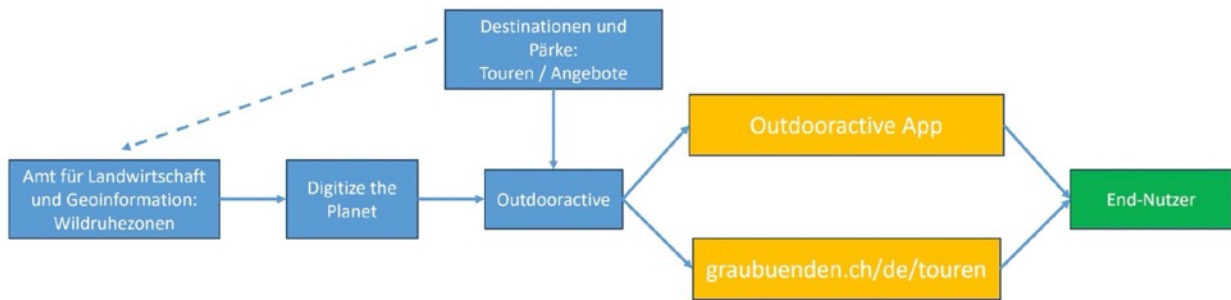 Destinationen und
Pärke:
Touren / Angebote
Outdooractive App
Amt für Landwirtschaft
und Geoinformation:
Wildruhezonen
Digitize the
Planet
Outdooractive
End-Nutzer
graubuenden.ch/de/touren